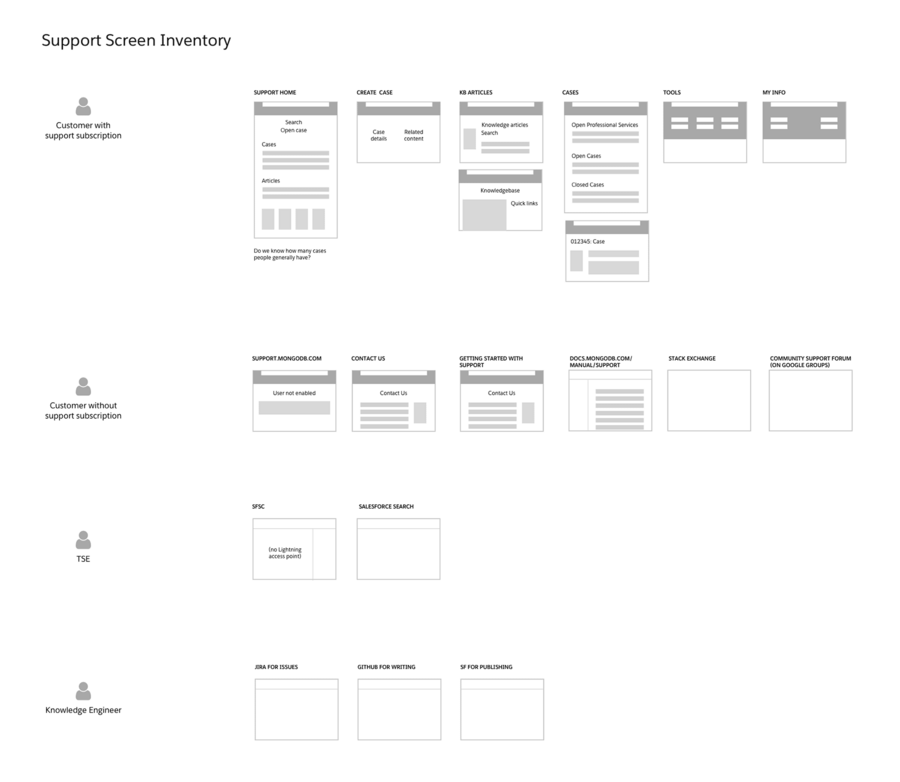 Support Screen Inventory
Customer with
support subscription
SUPPORT HOME
CREATE CASE
KB ARTICLES
CASES
TOOLS
MY INFO
Search
Open case
Cases
Articles
Do we know how many cases
people generally have?
Case
details
Related
content
Knowledge articles
Search
Knowledgebase
Quick links
Open Professional Services
Open Cases
Closed Cases
012345: Case
Customer without
support subscription
SUPPORT.MONGODB.COM
CONTACT US
GETTING STARTED WITH
SUPPORT
DOCS.MONGODB.COM/
MANUAL/SUPPORT
STACK EXCHANGE
COMMUNITY SUPPORT FORUM
(ON GOOGLE GROUPS)
User not enabled
Contact Us
Contact Us
TSE
SFSC
SALESFORCE SEARCH
(no Lightning
access point)
Knowledge Engineer
JIRA FOR ISSUES
GITHUB FOR WRITING
SF FOR PUBLISHING